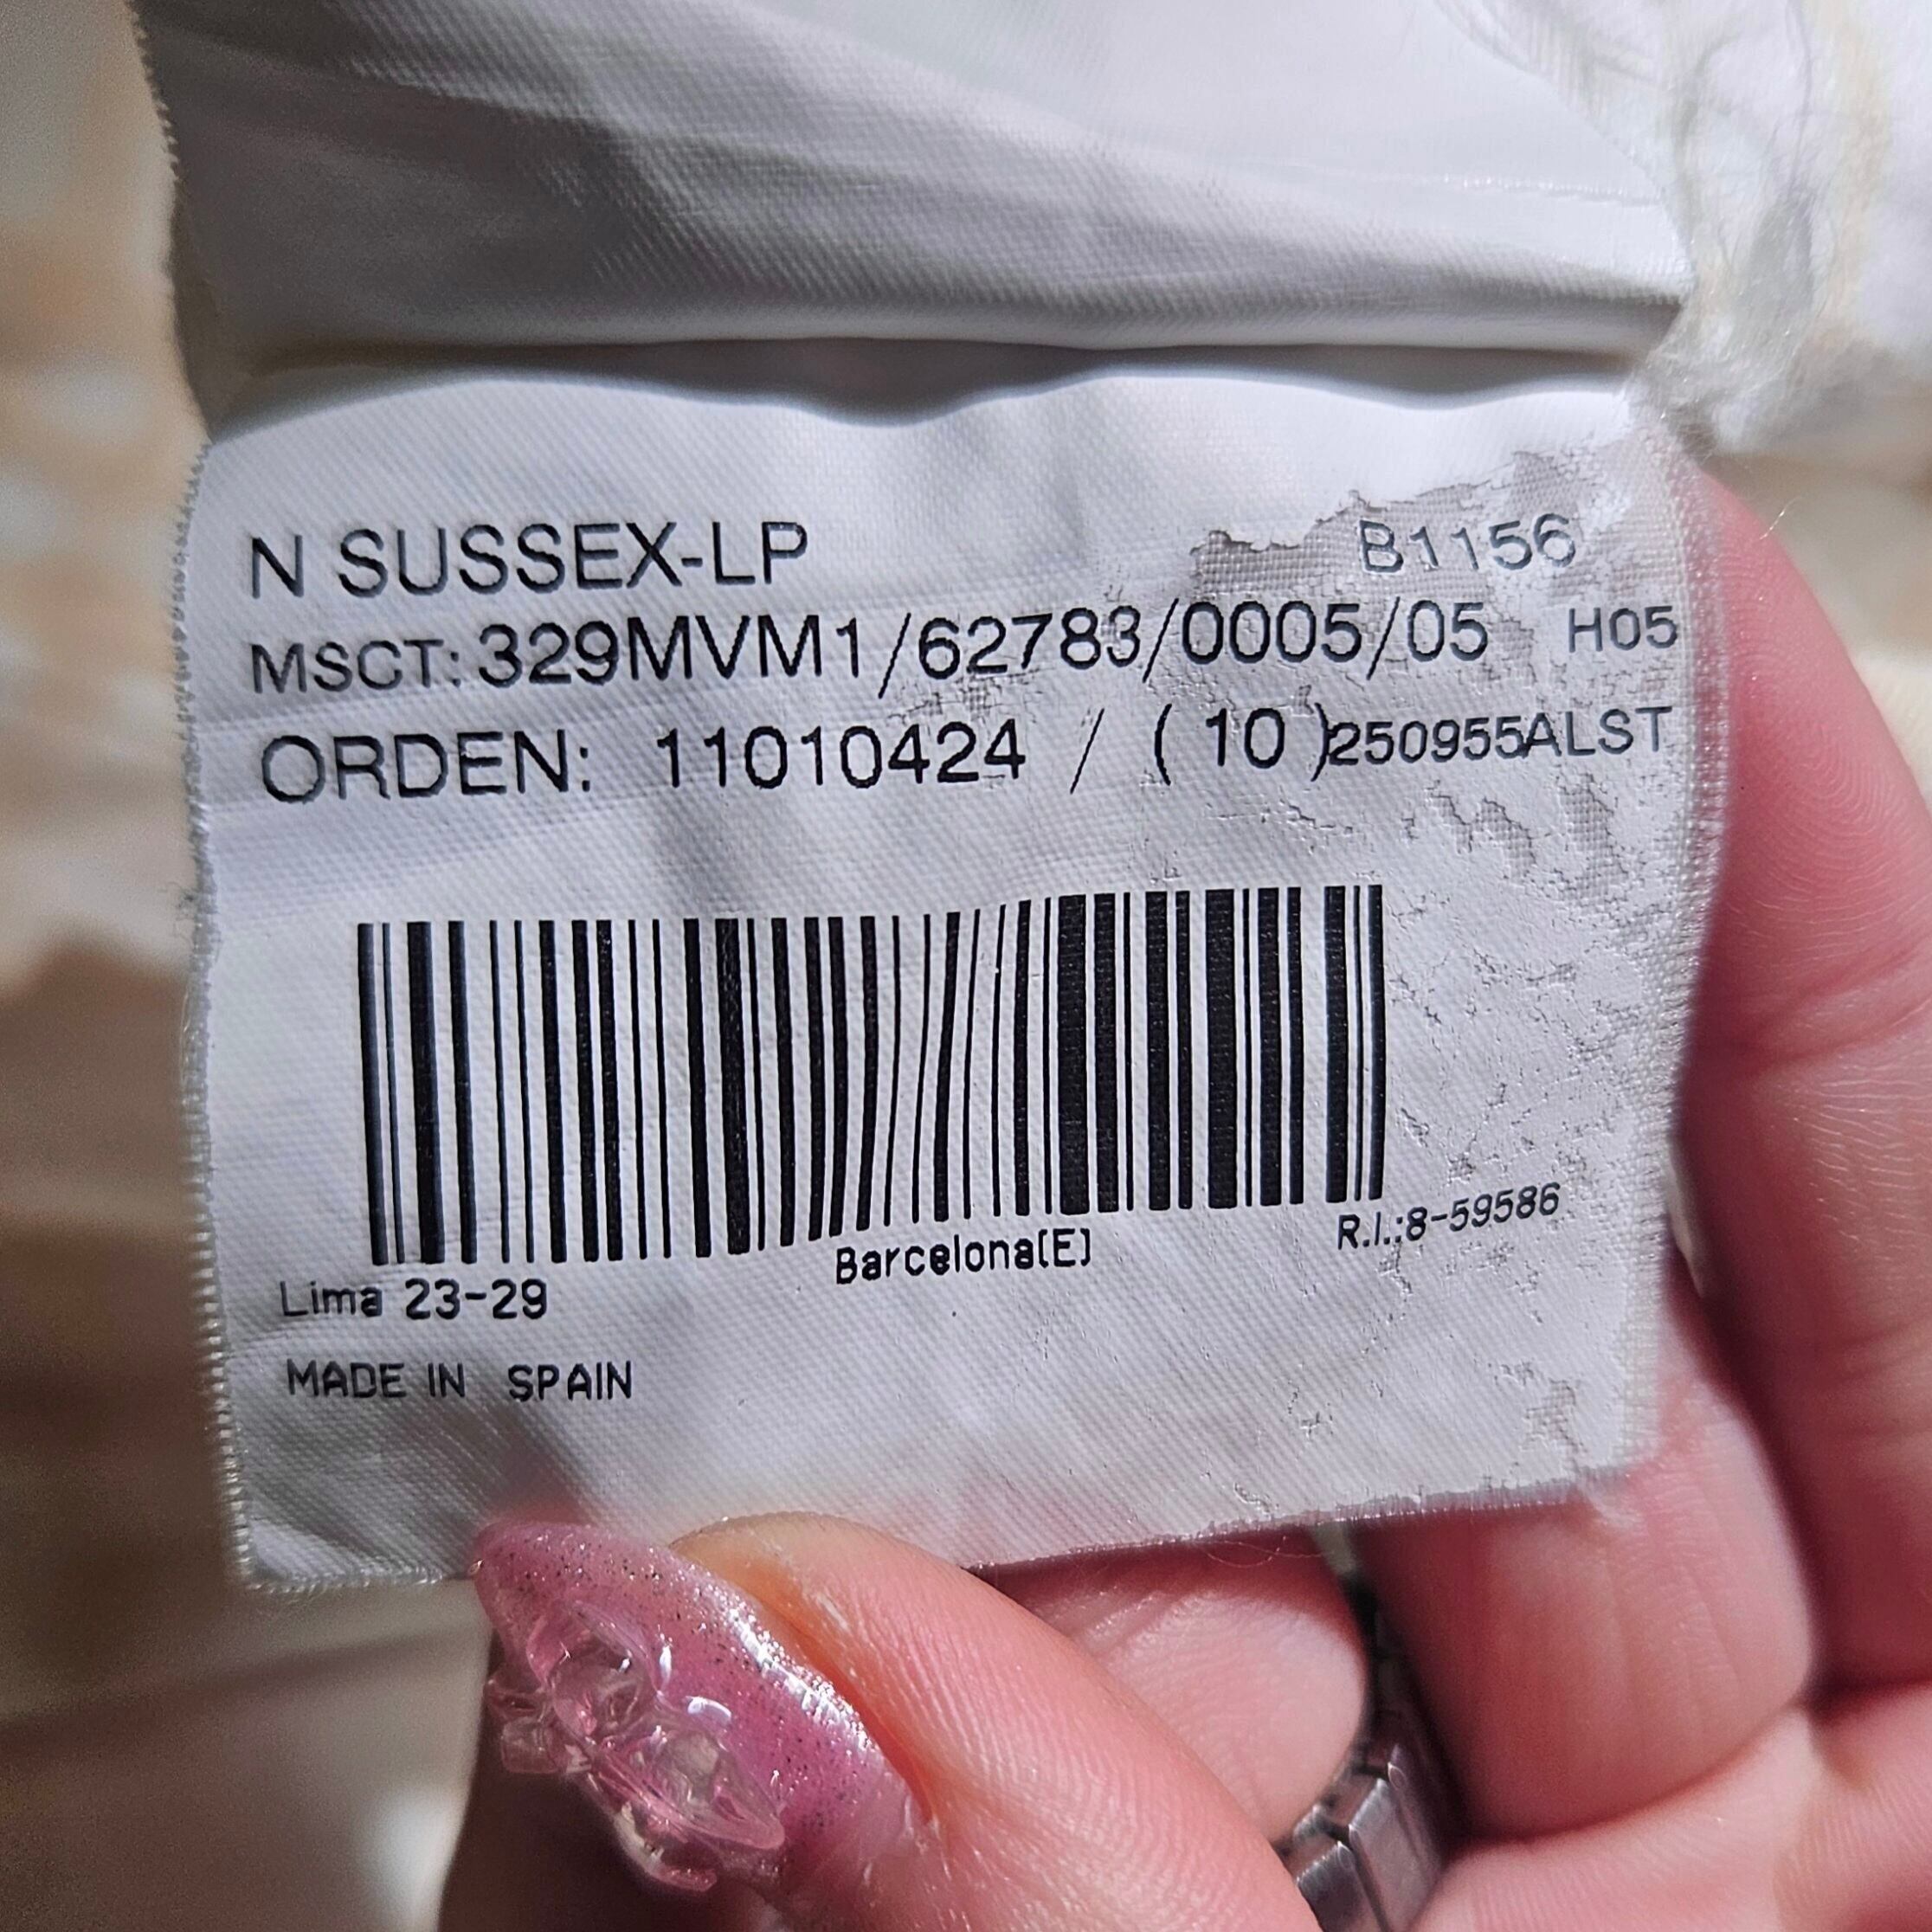 N SUSSEX-LP B1156
MSCT: 329MVM1/62783/0005/05 H05
ORDEN: 11010424 / ( 10 )250955ALST
Barcelona(E) R.I.:8-59586
Lima 23-29
MADE IN SPAIN